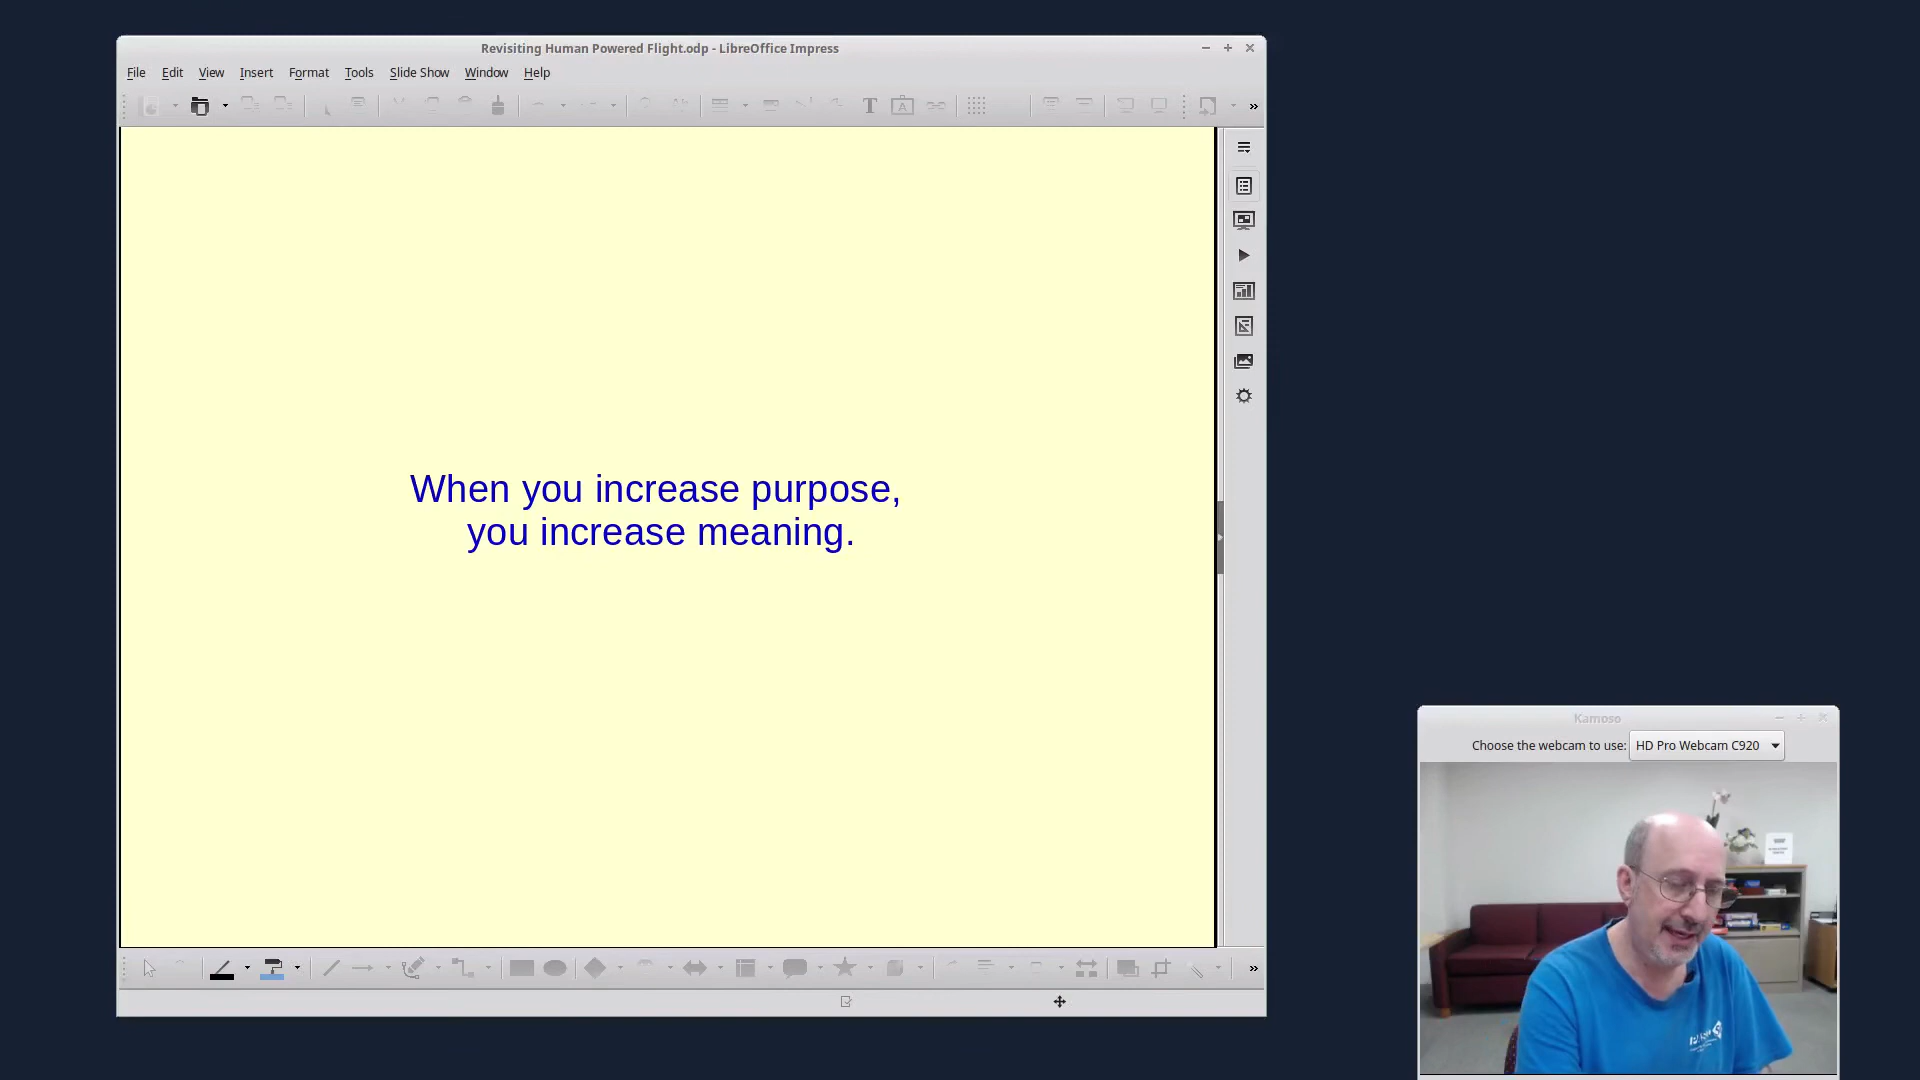 Revisiting Human Powered Flight.odp - LibreOffice Impress
File Edit View Insert Format Tools Slide Show Window Help
When you increase purpose,
you increase meaning.
Kamoso
Choose the webcam to use: HD Pro Webcam C920